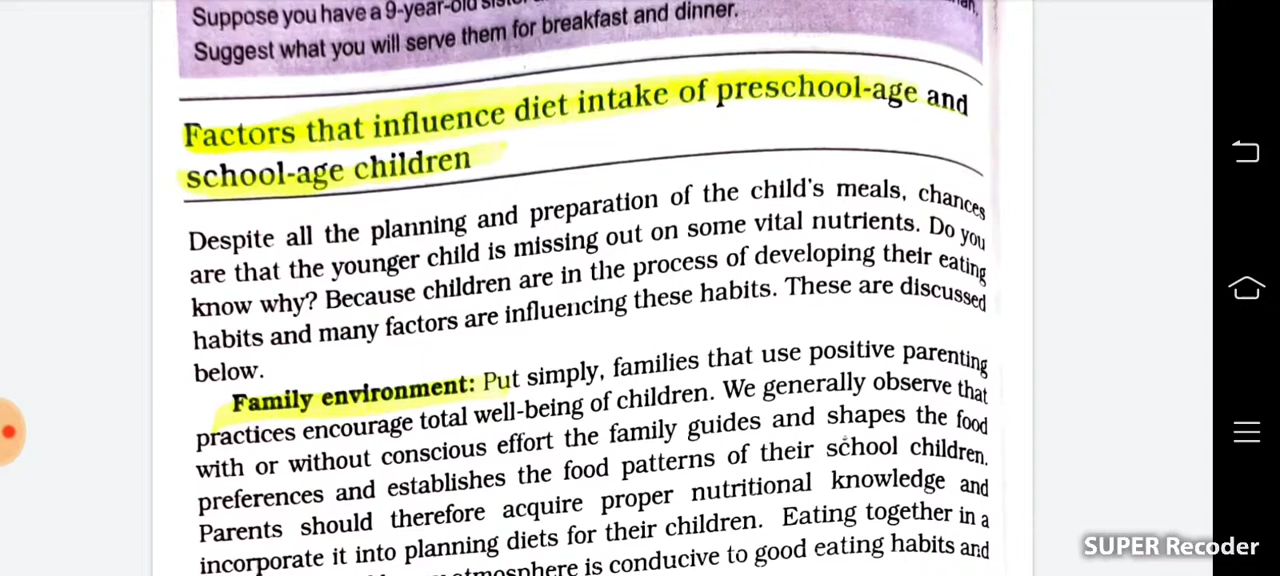 Suppose you have a 9-year-old
Suggest what you will serve them for breakfast and dinner.
Factors that influence diet intake of preschool-age and
school-age children
Despite all the planning and preparation of the child's meals, chances
are that the younger child is missing out on some vital nutrients. Do you
know why? Because children are in the process of developing their eating
habits and many factors are influencing these habits. These are discussed
below.
Family environment: Put simply, families that use positive parenting
practices encourage total well-being of children. We generally observe that
with or without conscious effort the family guides and shapes the food
preferences and establishes the food patterns of their school children.
Parents should therefore acquire proper nutritional knowledge and
incorporate it into planning diets for their children. Eating together in a
atmosphere is conducive to good eating habits and
SUPER Recoder